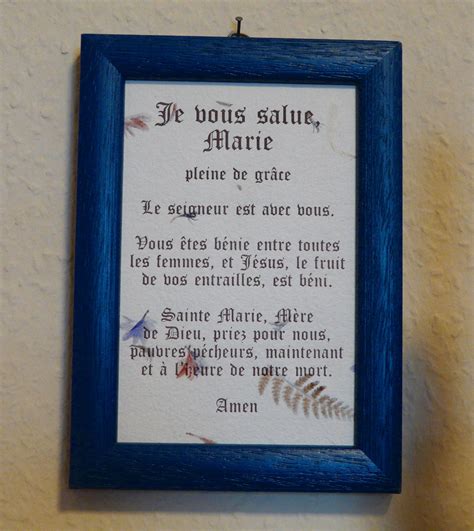 Je vous salue,
Marie
pleine de grâce
Le seigneur est avec vous.
Vous êtes bénie entre toutes
les femmes, et Jésus, le fruit
de vos entrailles, est béni.
Sainte Marie, Mère
de Dieu, priez pour nous,
pauvres pécheurs, maintenant
et à l'heure de notre mort.
Amen